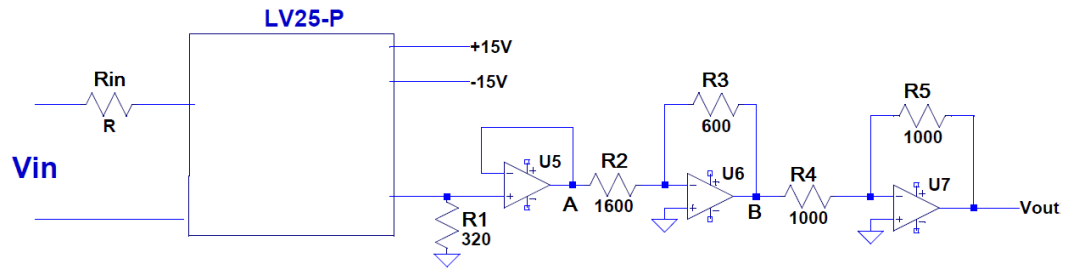 LV25-P
+15V
-15V
Rin
R
Vin
R1
320
U5
A
R2
1600
R3
600
U6
B
R4
1000
R5
1000
U7
Vout